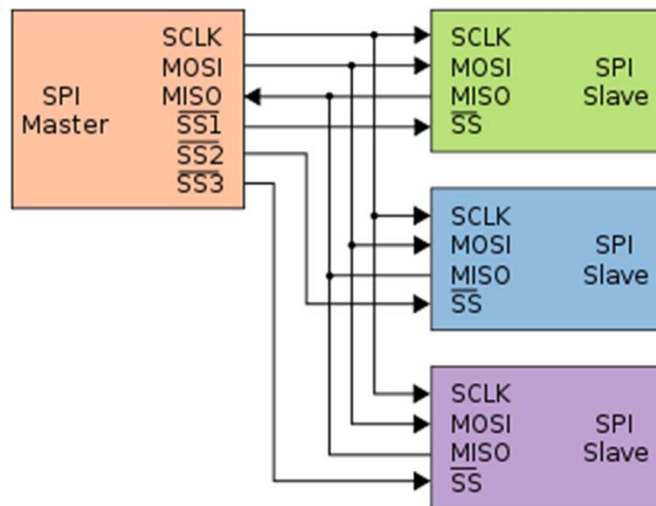 SPI
Master
SCLK
MOSI
MISO
SS1
SS2
SS3
SCLK
MOSI SPI
MISO Slave
SS
SCLK
MOSI SPI
MISO Slave
SS
SCLK
MOSI SPI
MISO Slave
SS